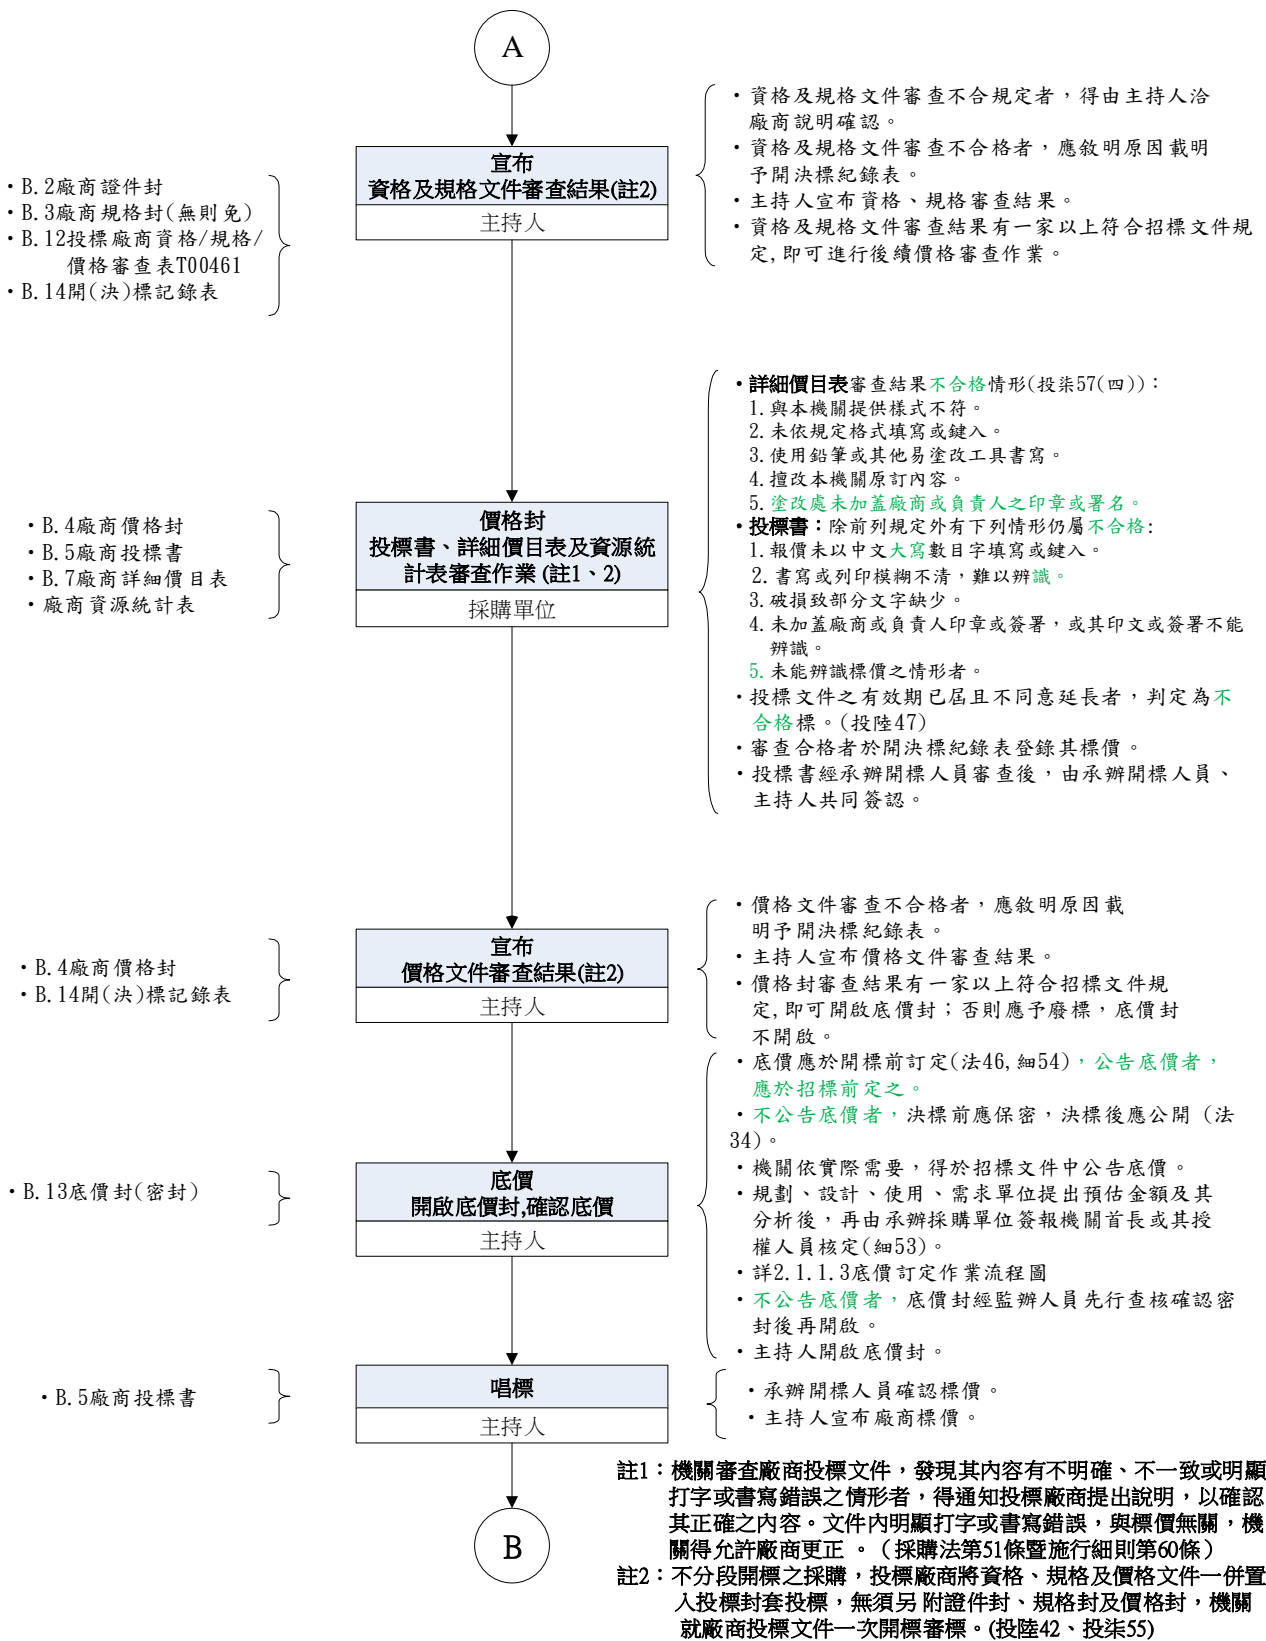 A
宣布
資格及規格文件審查結果(註2)
主持人
・B.2廠商證件封
・B.3廠商規格封(無則免)
・B.12投標廠商資格/規格/
價格審查表T00461
・B.14開(決)標記錄表
・資格及規格文件審查不合規定者，得由主持人洽
廠商說明確認。
・資格及規格文件審查不合格者，應敘明原因載明
予開決標紀錄表。
・主持人宣布資格、規格審查結果。
・資格及規格文件審查結果有一家以上符合招標文件規
定,即可進行後續價格審查作業。
價格封
投標書、詳細價目表及資源統
計表審查作業(註1、2)
採購單位
・B.4廠商價格封
・B.5廠商投標書
・B.7廠商詳細價目表
・廠商資源統計表
・詳細價目表審查結果不合格情形(投柒57(四))：
1.與本機關提供樣式不符。
2.未依規定格式填寫或鍵入。
3.使用鉛筆或其他易塗改工具書寫。
4.擅改本機關原訂內容。
5.塗改處未加蓋廠商或負責人之印章或署名。
・投標書：除前列規定外有下列情形仍屬不合格:
1.報價未以中文大寫數目字填寫或鍵入。
2.書寫或列印模糊不清，難以辨識。
3.破損致部分文字缺少。
4.未加蓋廠商或負責人印章或簽署，或其印文或簽署不能
辨識。
5.未能辨識標價之情形者。
・投標文件之有效期已屆且不同意延長者，判定為不
合格標。(投陸47)
・審查合格者於開決標紀錄表登錄其標價。
・投標書經承辦開標人員審查後，由承辦開標人員、
主持人共同簽認。
宣布
價格文件審查結果(註2)
主持人
・B.4廠商價格封
・B.14開(決)標記錄表
・價格文件審查不合格者，應敘明原因載
明予開決標紀錄表。
・主持人宣布價格文件審查結果。
・價格封審查結果有一家以上符合招標文件規
定,即可開啟底價封；否則應予廢標，底價封
不開啟。
底價
開啟底價封,確認底價
主持人
・B.13底價封(密封)
・底價應於開標前訂定(法46,細54)，公告底價者，
應於招標前定之。
・不公告底價者，決標前應保密，決標後應公開(法
34)。
・機關依實際需要，得於招標文件中公告底價。
・規劃、設計、使用、需求單位提出預估金額及其
分析後，再由承辦採購單位簽報機關首長或其授
權人員核定(細53)。
・詳2.1.1.3底價訂定作業流程圖
・不公告底價者，底價封經監辦人員先行查核確認密
封後再開啟。
・主持人開啟底價封。
唱標
主持人
・B.5廠商投標書
・承辦開標人員確認標價。
・主持人宣布廠商標價。
B
註1：機關審查廠商投標文件，發現其內容有不明確、不一致或明顯
打字或書寫錯誤之情形者，得通知投標廠商提出說明，以確認
其正確之內容。文件內明顯打字或書寫錯誤，與標價無關，機
關得允許廠商更正 。（採購法第51條暨施行細則第60條）
註2：不分段開標之採購，投標廠商將資格、規格及價格文件一併置
入投標封套投標，無須另附證件封、規格封及價格封，機關
就廠商投標文件一次開標審標。(投陸42、投柒55)